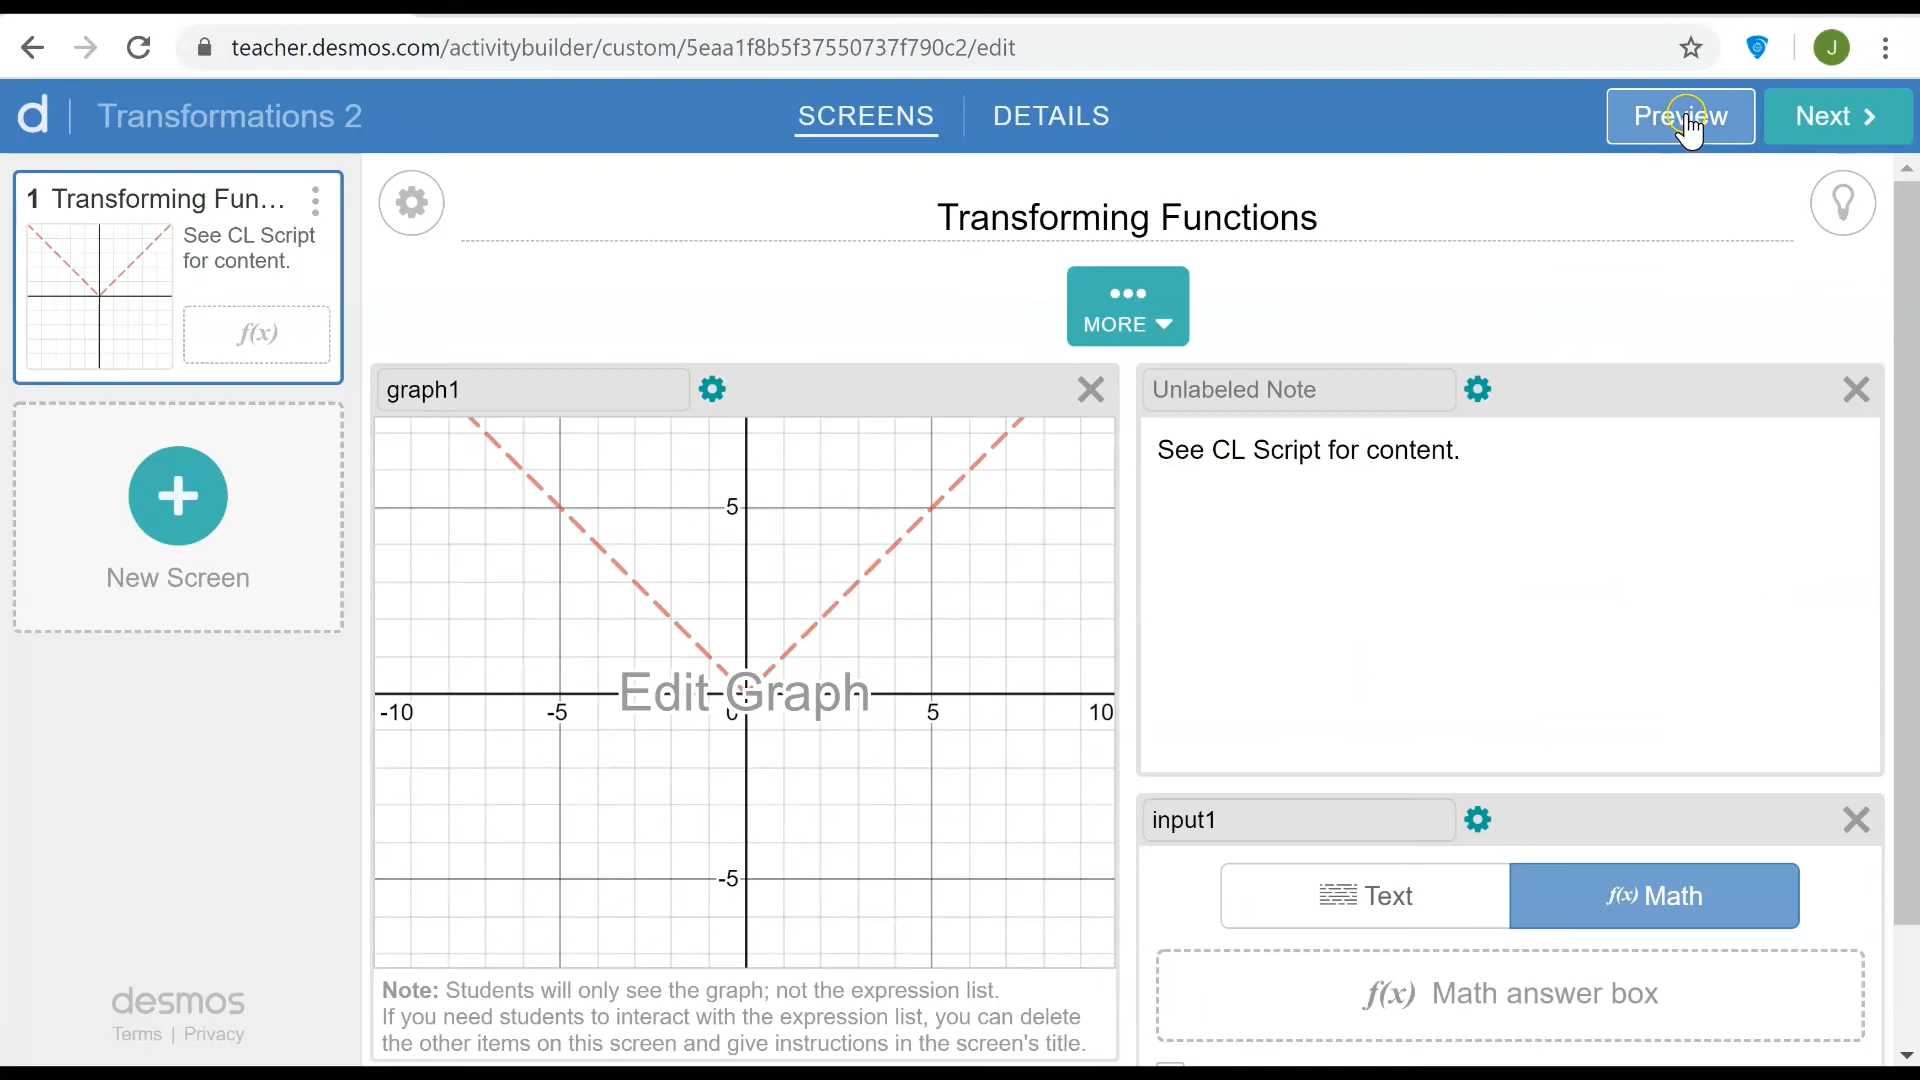 teacher.desmos.com/activitybuilder/custom/5eaa1f8b5f37550737f790c2/edit
J
d | Transformations 2
SCREENS
DETAILS
Preview
Next
1 Transforming Fun...
See CL Script
for content.
f(x)
New Screen
desmos
Terms | Privacy
Transforming Functions
MORE
graph1
5
-10 -5 0 5 10
-5
Edit Graph
Note: Students will only see the graph; not the expression list.
If you need students to interact with the expression list, you can delete
the other items on this screen and give instructions in the screen's title.
Unlabeled Note
See CL Script for content.
input1
Text
f(x) Math
f(x) Math answer box